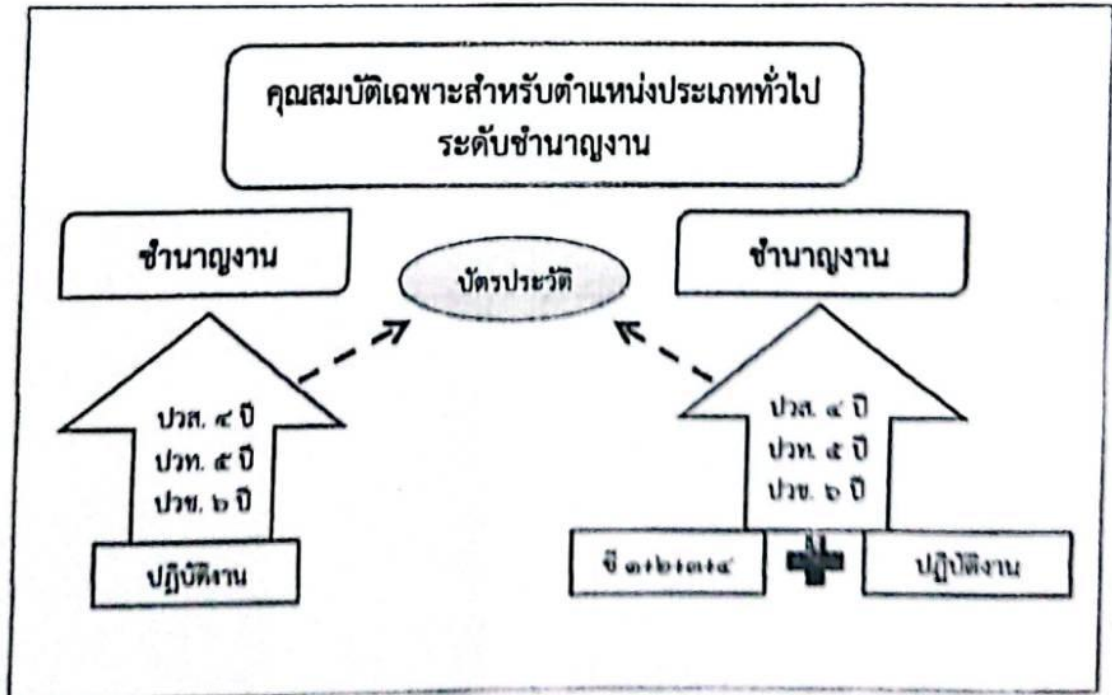 คุณสมบัติเฉพาะสำหรับตำแหน่งประเภททั่วไป
ระดับชำนาญงาน
ชำนาญงาน
บัตรประวัติ
ชำนาญงาน
ปวส. ๔ ปี
ปวท. ๕ ปี
ปวช. ๖ ปี
ปฏิบัติงาน
ปวส. ๔ ปี
ปวท. ๕ ปี
ปวช. ๖ ปี
ซี ๑+๒+๓+๔
ปฏิบัติงาน